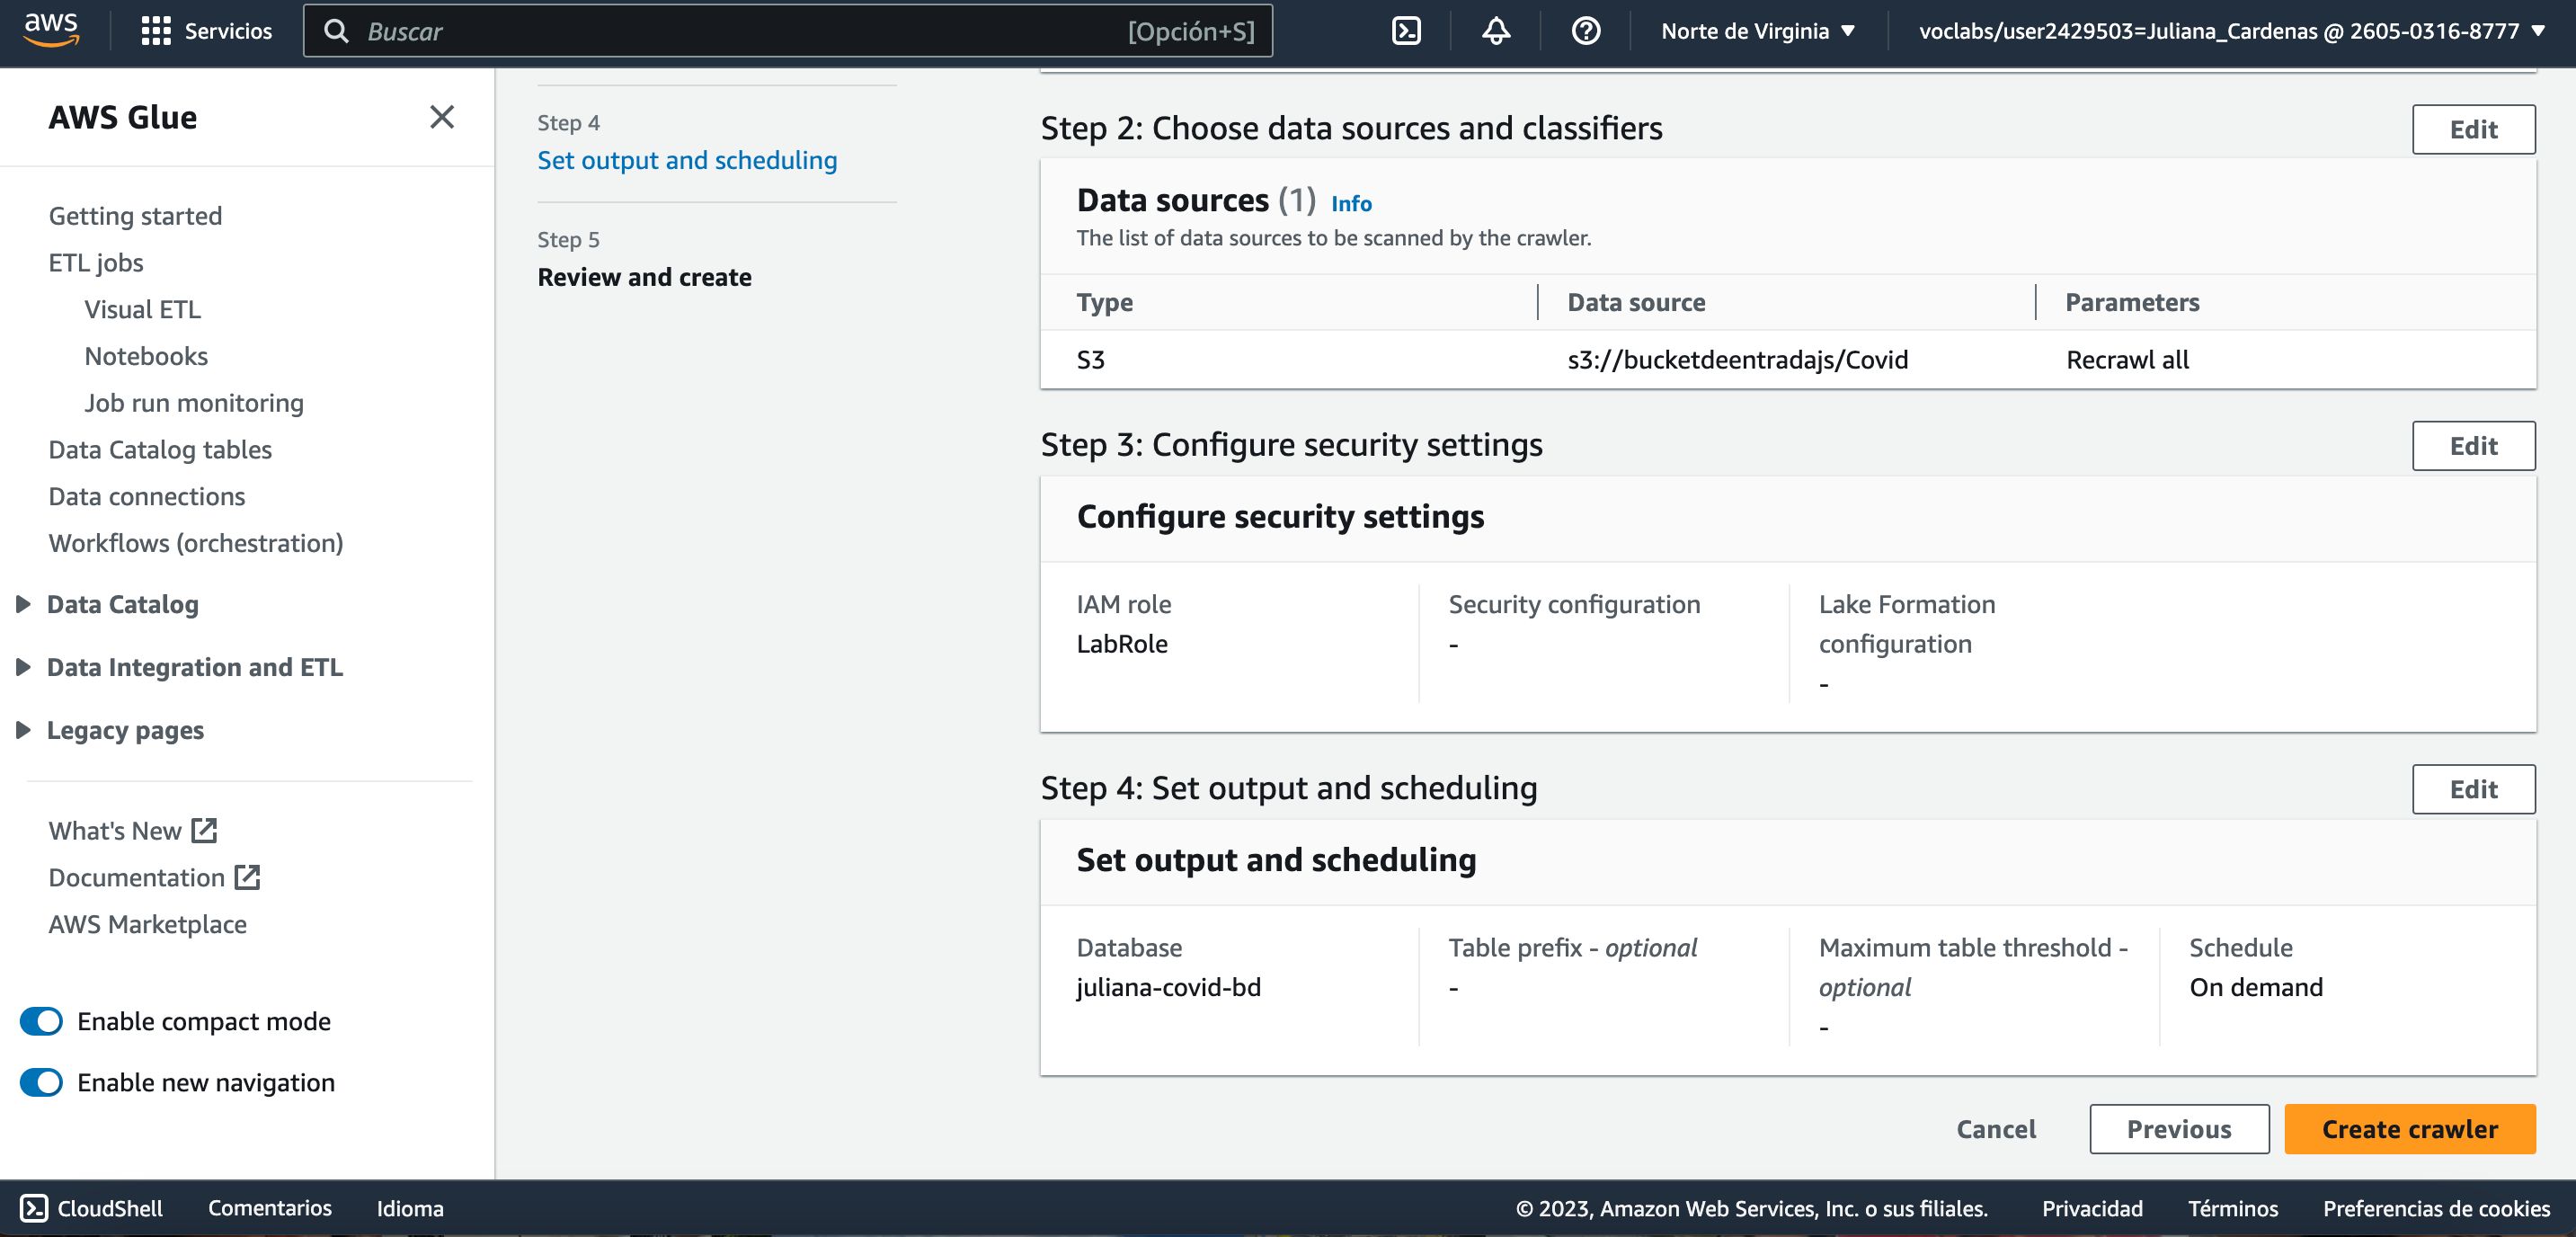 aws
Servicios
Buscar
[Opción+S]
Norte de Virginia
voclabs/user2429503=Juliana_Cardenas @ 2605-0316-8777
AWS Glue
Getting started
ETL jobs
Visual ETL
Notebooks
Job run monitoring
Data Catalog tables
Data connections
Workflows (orchestration)
Data Catalog
Data Integration and ETL
Legacy pages
What's New
Documentation
AWS Marketplace
Enable compact mode
Enable new navigation
Step 4
Set output and scheduling
Step 5
Review and create
Step 2: Choose data sources and classifiers
Edit
Data sources (1) Info
The list of data sources to be scanned by the crawler.
Type Data source Parameters
S3 s3://bucketdeentradajs/Covid Recrawl all
Step 3: Configure security settings
Edit
Configure security settings
IAM role
LabRole
Security configuration
-
Lake Formation
configuration
-
Step 4: Set output and scheduling
Edit
Set output and scheduling
Database
juliana-covid-bd
Table prefix - optional
-
Maximum table threshold -
optional
-
Schedule
On demand
Cancel
Previous
Create crawler
CloudShell
Comentarios
Idioma
© 2023, Amazon Web Services, Inc. o sus filiales.
Privacidad
Términos
Preferencias de cookies